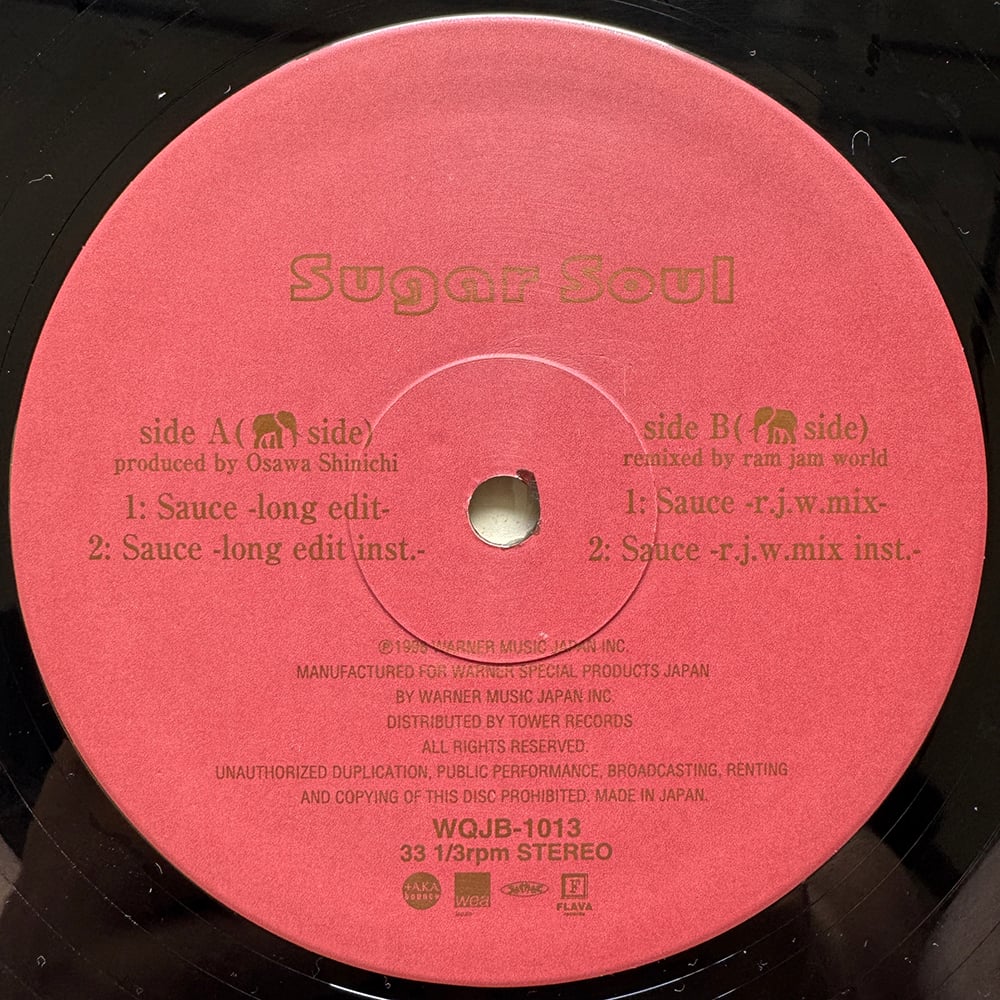 Sugar Soul
side A( side)
produced by Osawa Shinichi
1: Sauce -long edit-
2: Sauce -long edit inst.-
side B( side)
remixed by ram jam world
1: Sauce -r.j.w.mix-
2: Sauce -r.j.w.mix inst.-
WARNER MUSIC JAPAN INC.
MANUFACTURED FOR WARNER SPECIAL PRODUCTS JAPAN
BY WARNER MUSIC JAPAN INC.
DISTRIBUTED BY TOWER RECORDS
ALL RIGHTS RESERVED.
UNAUTHORIZED DUPLICATION, PUBLIC PERFORMANCE, BROADCASTING, RENTING
AND COPYING OF THIS DISC PROHIBITED. MADE IN JAPAN.
WQJB-1013
33 1/3rpm STEREO
+AKA bounce
wea
F
FLAVA